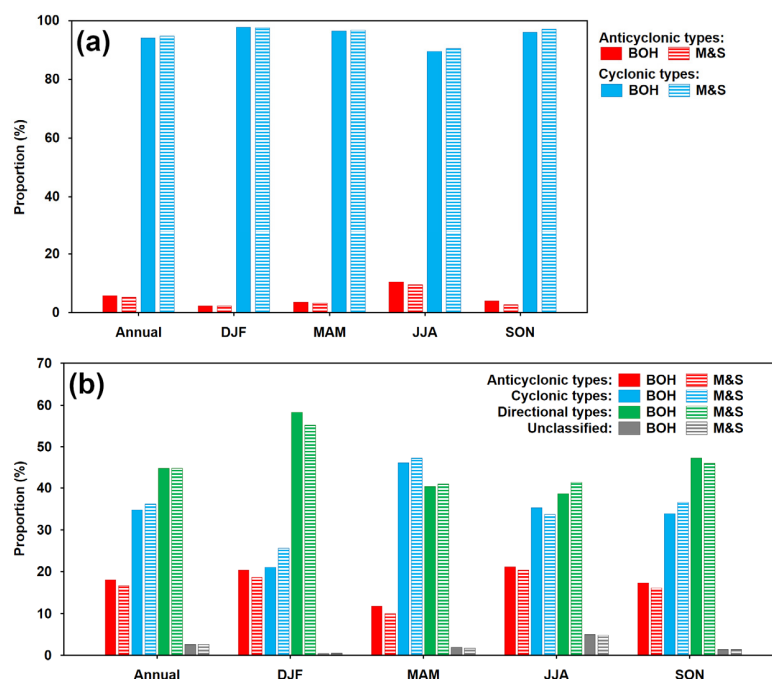 (a)
Proportion (%)
100
80
60
40
20
0
Annual DJF MAM JJA SON
Anticyclonic types:
BOH M&S
Cyclonic types:
BOH M&S
(b)
Proportion (%)
70
60
50
40
30
20
10
0
Annual DJF MAM JJA SON
Anticyclonic types: BOH M&S
Cyclonic types: BOH M&S
Directional types: BOH M&S
Unclassified: BOH M&S